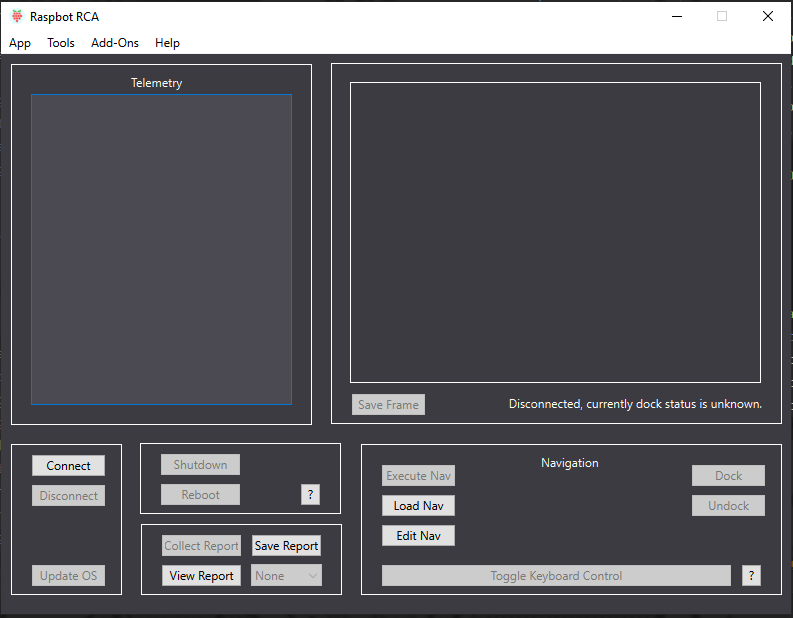 Raspbot RCA
App Tools Add-Ons Help
Telemetry
Save Frame
Disconnected, currently dock status is unknown.
Connect
Disconnect
Update OS
Shutdown
Reboot
?
Collect Report
Save Report
View Report
None
Navigation
Execute Nav
Load Nav
Edit Nav
Dock
Undock
Toggle Keyboard Control
?